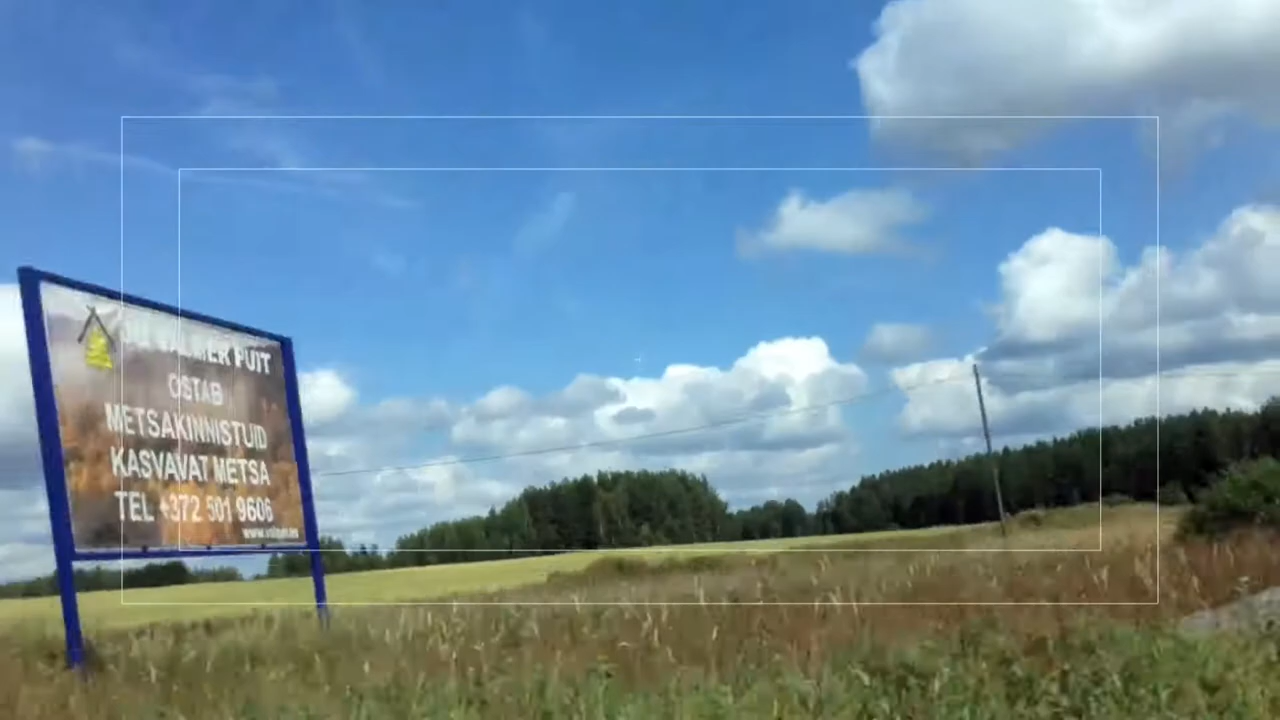 PUIT
OSTAB
METSAKINNISTUID
KASVAVAT METSA
TEL +372 501 9606